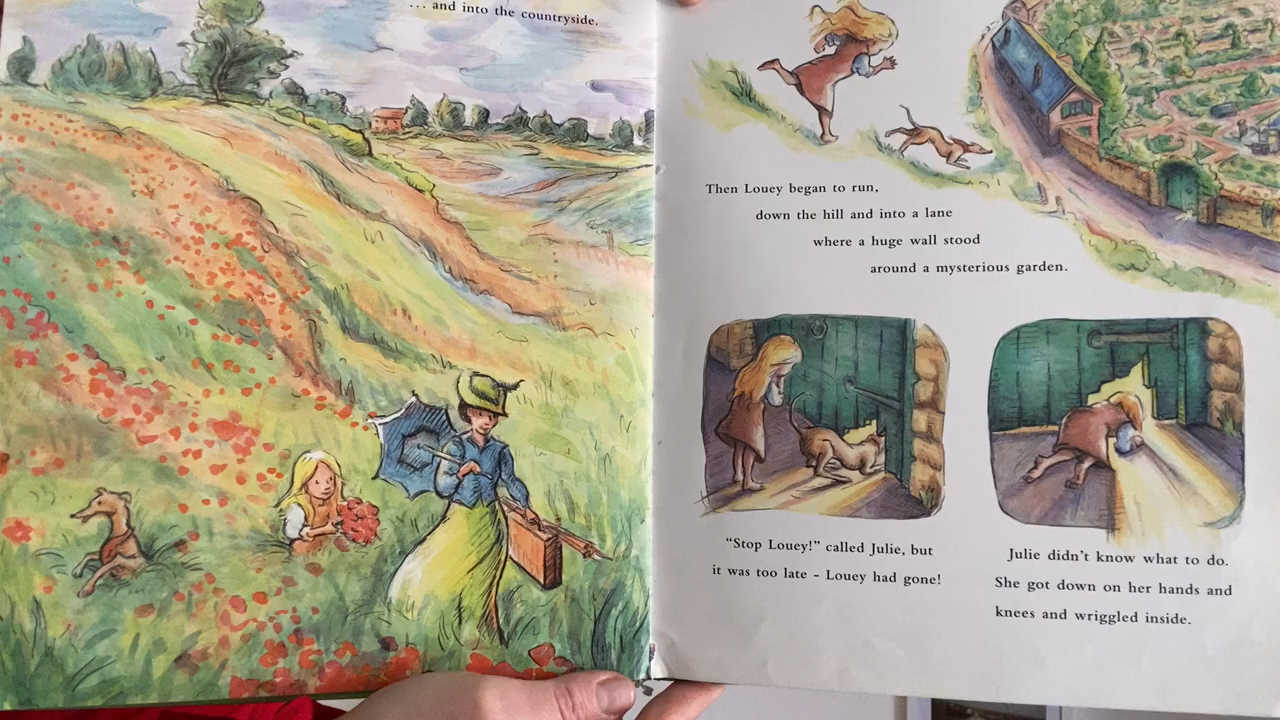 ... and into the countryside.
Then Louey began to run,
down the hill and into a lane
where a huge wall stood
around a mysterious garden.
“Stop Louey!” called Julie, but
it was too late – Louey had gone!
Julie didn’t know what to do.
She got down on her hands and
knees and wriggled inside.